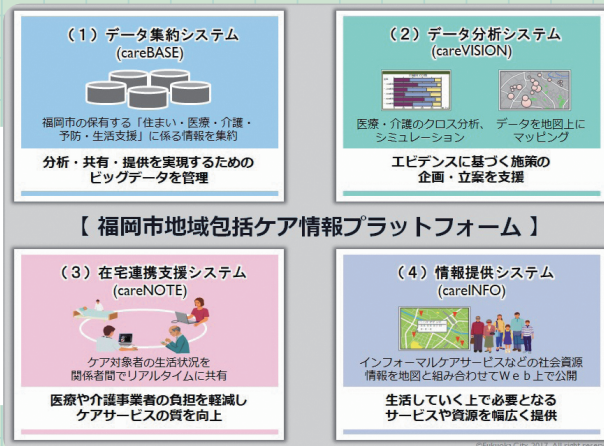 (1)データ集約システム
(careBASE)
福岡市の保有する「住まい・医療・介護・
予防・生活支援」に係る情報を集約
分析・共有・提供を実現するための
ビッグデータを管理
(2)データ分析システム
(careVISION)
医療・介護のクロス分析、
シミュレーション
データを地図上に
マッピング
エビデンスに基づく施策の
企画・立案を支援
【 福岡市地域包括ケア情報プラットフォーム 】
(3)在宅連携支援システム
(careNOTE)
ケア対象者の生活状況を
関係者間でリアルタイムに共有
医療や介護事業者の負担を軽減し
ケアサービスの質を向上
(4)情報提供システム
(careINFO)
インフォーマルケアサービスなどの社会資源
情報を地図と組み合わせてWeb上で公開
生活していく上で必要となる
サービスや資源を幅広く提供